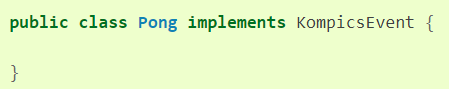 public class Pong implements KompicsEvent {
}